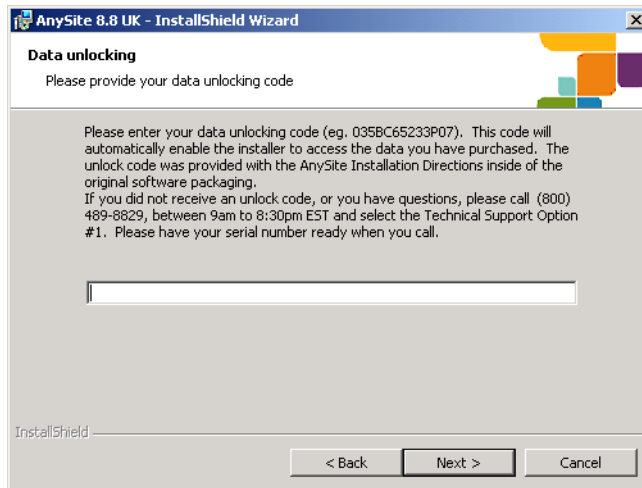 AnySite 8.8 UK - InstallShield Wizard
Data unlocking
Please provide your data unlocking code
Please enter your data unlocking code (eg. 035BC65233P07). This code will
automatically enable the installer to access the data you have purchased. The
unlock code was provided with the AnySite Installation Directions inside of the
original software packaging.
If you did not receive an unlock code, or you have questions, please call (800)
489-8829, between 9am to 8:30pm EST and select the Technical Support Option
#1. Please have your serial number ready when you call.
InstallShield
< Back
Next >
Cancel